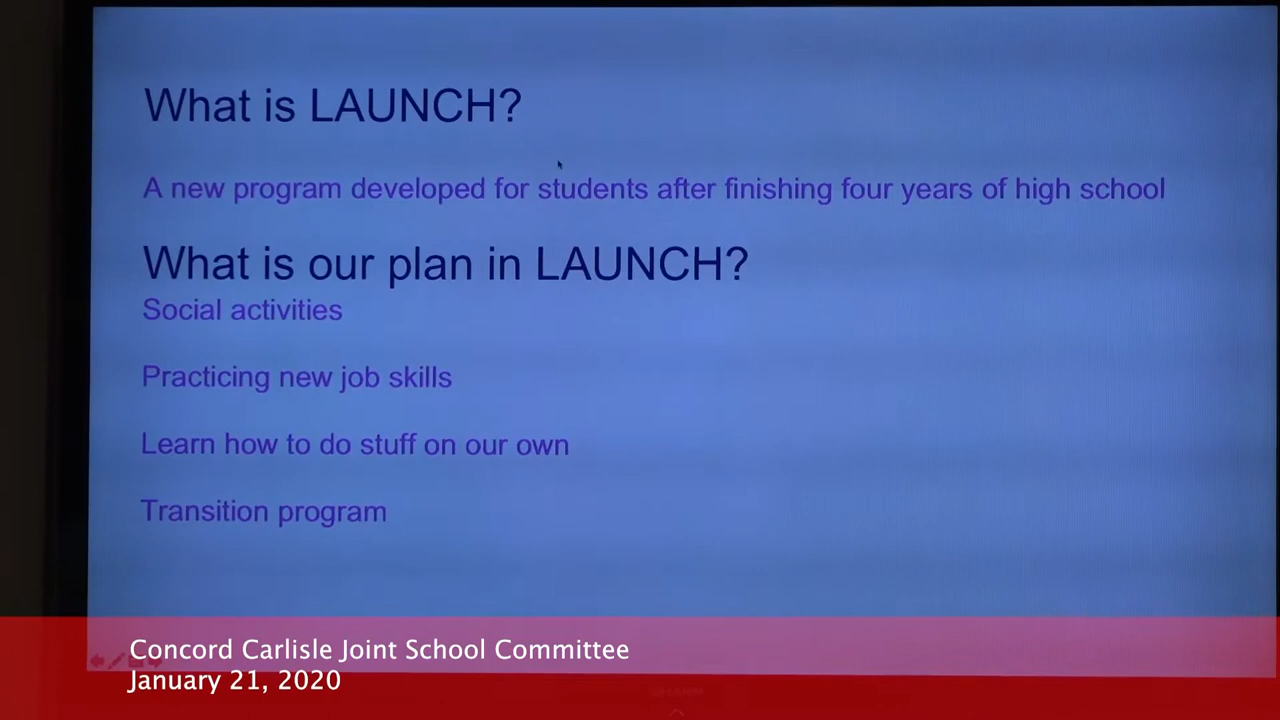 What is LAUNCH?
A new program developed for students after finishing four years of high school
What is our plan in LAUNCH?
Social activities
Practicing new job skills
Learn how to do stuff on our own
Transition program
Concord Carlisle Joint School Committee
January 21, 2020